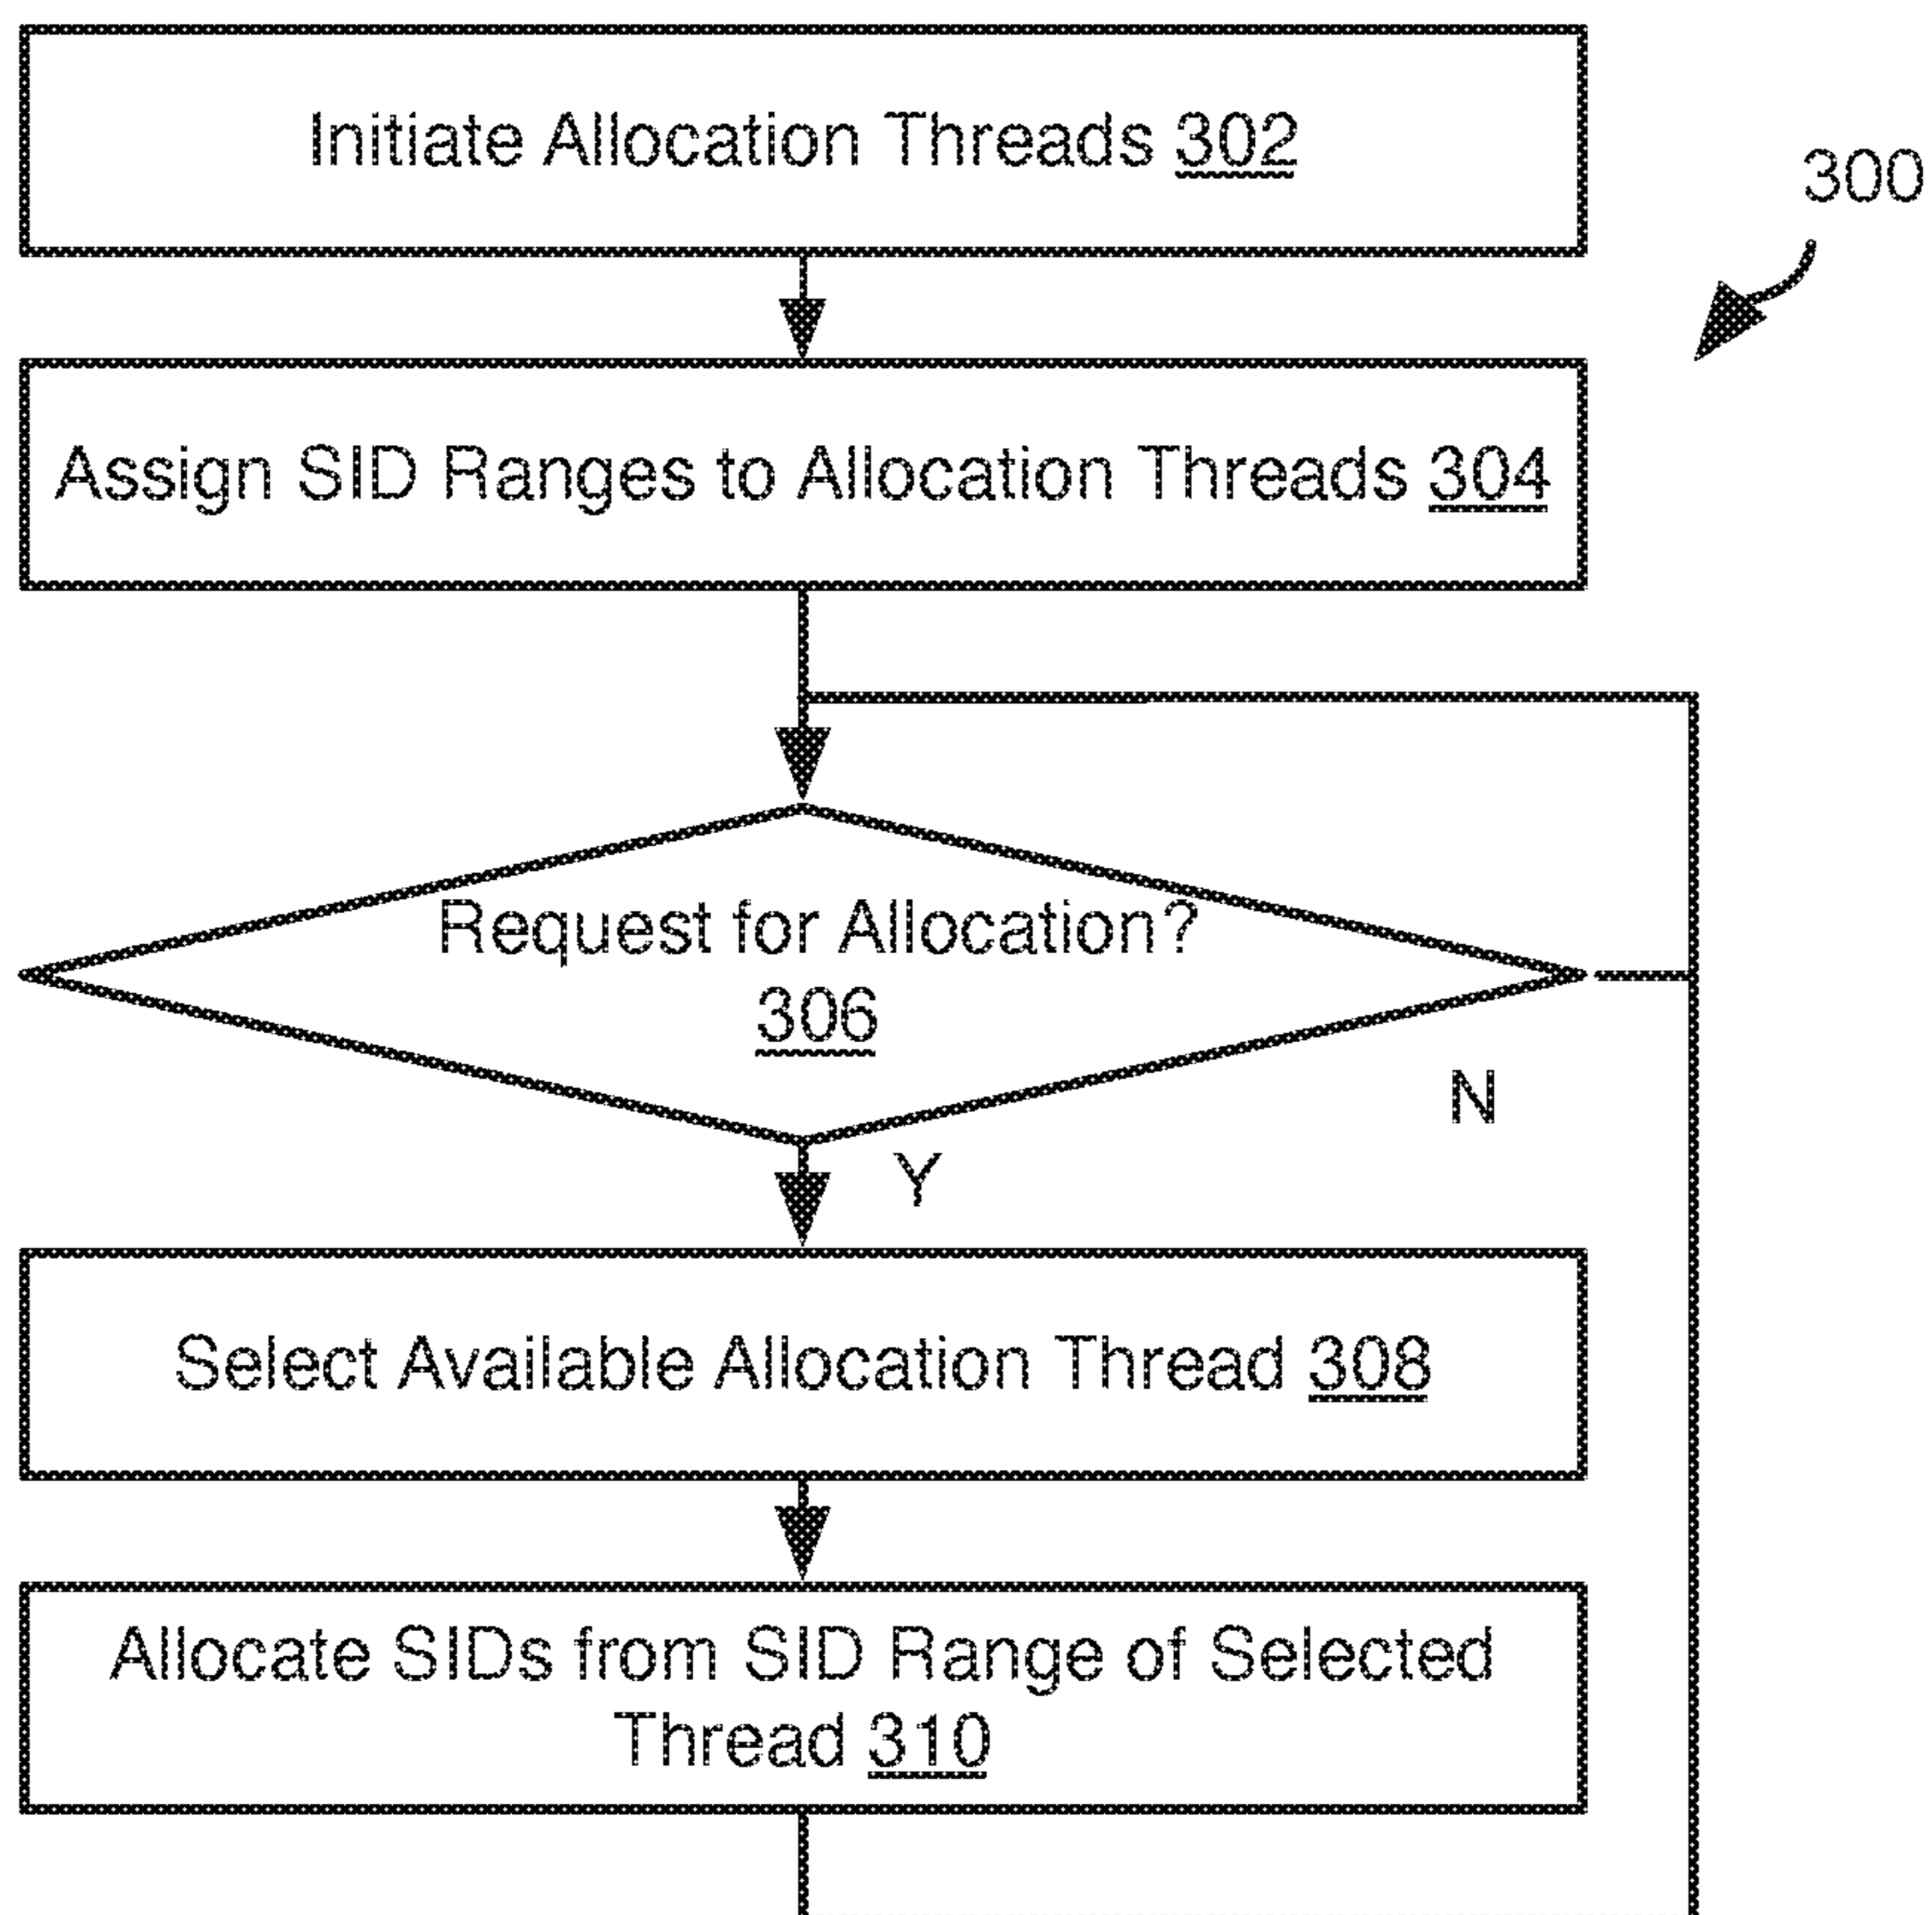 Initiate Allocation Threads 302
300
Assign SID Ranges to Allocation Threads 304
Request for Allocation?
306
N
Y
Select Available Allocation Thread 308
Allocate SIDs from SID Range of Selected
Thread 310